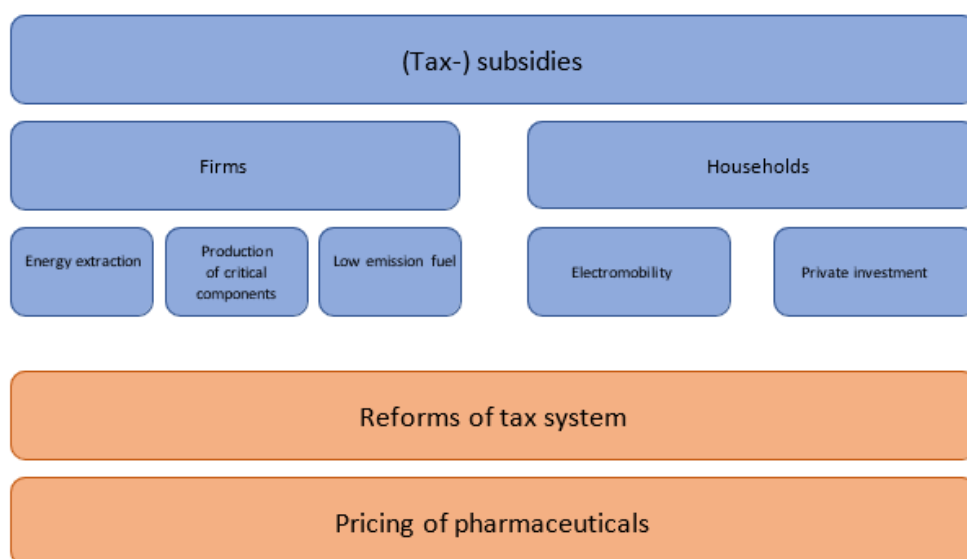 (Tax-) subsidies
Firms
Households
Energy extraction
Production
of critical
components
Low emission fuel
Electromobility
Private investment
Reforms of tax system
Pricing of pharmaceuticals